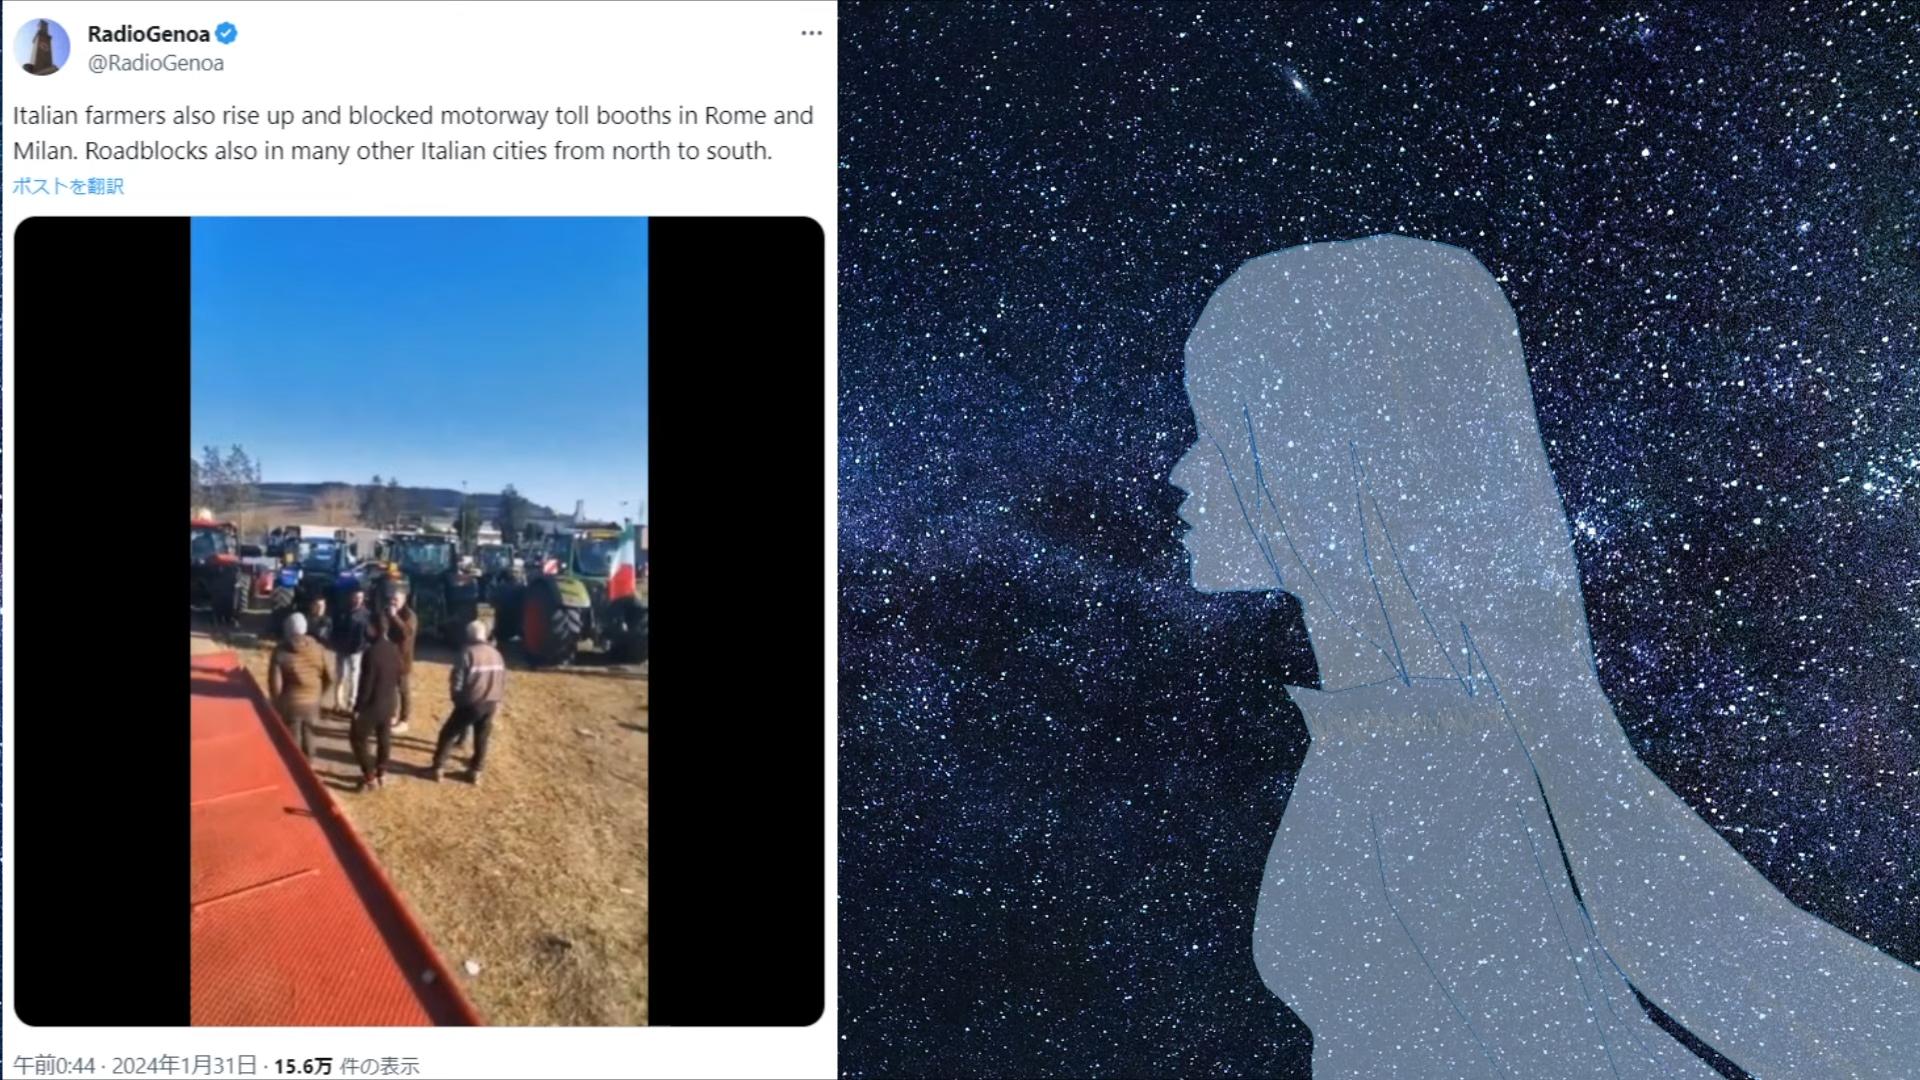 RadioGenoa
@RadioGenoa
Italian farmers also rise up and blocked motorway toll booths in Rome and
Milan. Roadblocks also in many other Italian cities from north to south.
ポストを翻訳
午前0:44 · 2024年1月31日 · 15.6万 件の表示